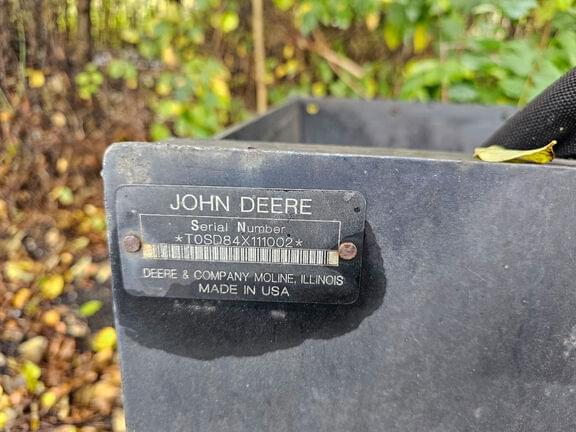 JOHN DEERE
Serial Number
*T0SD84X111002*
DEERE & COMPANY MOLINE, ILLINOIS
MADE IN USA